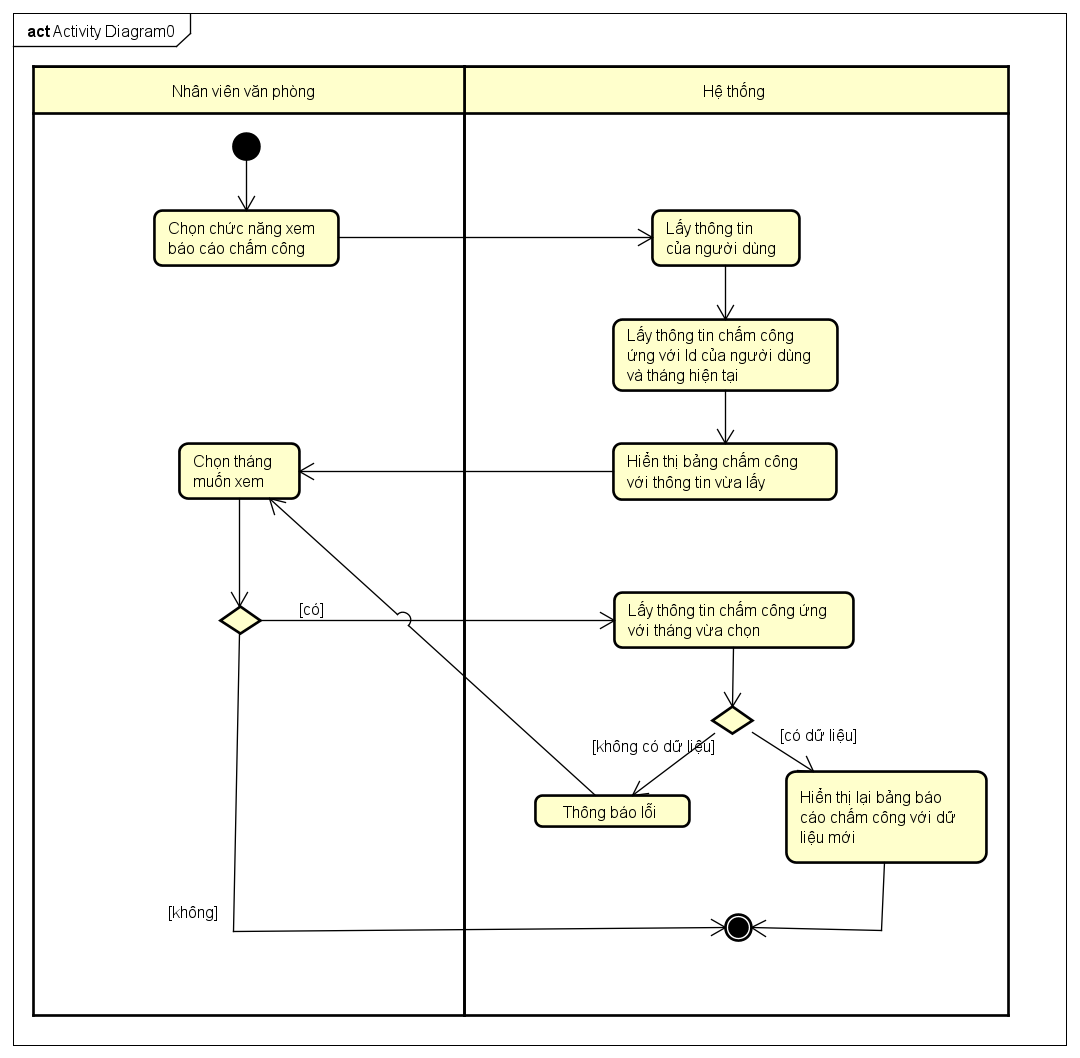 act Activity Diagram0
Nhân viên văn phòng
Hệ thống
Chọn chức năng xem
báo cáo chấm công
Lấy thông tin
của người dùng
Lấy thông tin chấm công
ứng với Id của người dùng
và tháng hiện tại
Chọn tháng
muốn xem
Hiển thị bảng chấm công
với thông tin vừa lấy
[có]
Lấy thông tin chấm công ứng
với tháng vừa chọn
[không có dữ liệu]
[có dữ liệu]
Thông báo lỗi
Hiển thị lại bảng báo
cáo chấm công với dữ
liệu mới
[không]